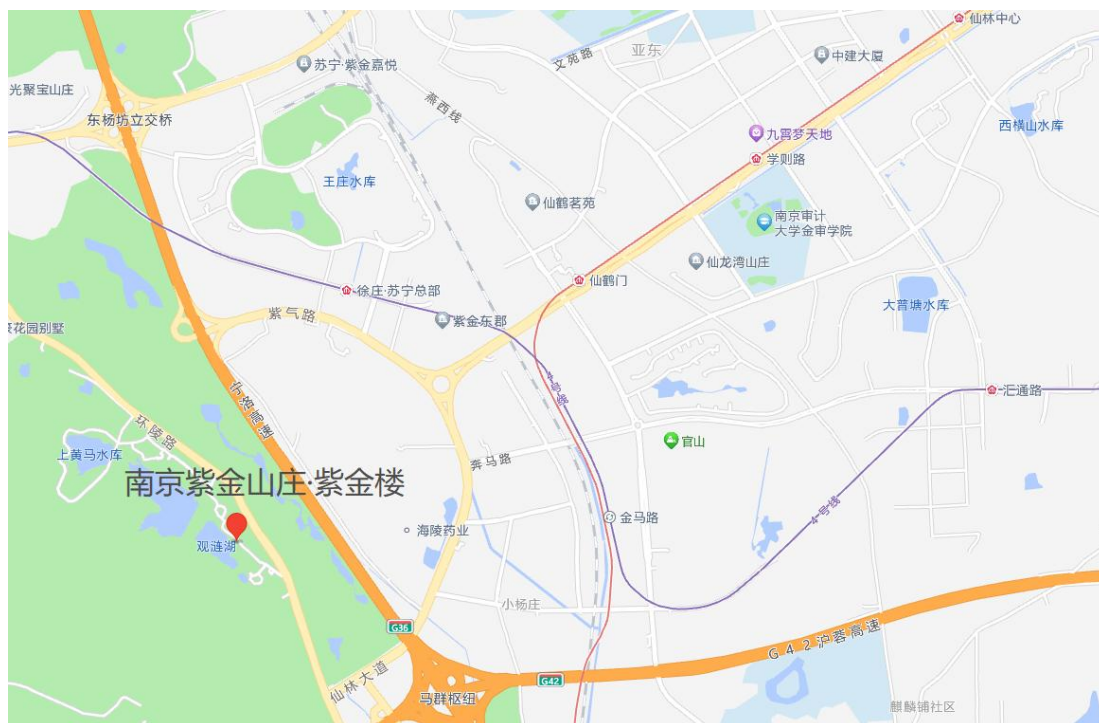 仙林中心
亚东
文苑路
中建大厦
苏宁·紫金嘉悦
光聚宝山庄
燕西线
东杨坊立交桥
西横山水库
九霄梦天地
学则路
王庄水库
仙鹤茗苑
南京审计
大学金审学院
仙龙湾山庄
仙鹤门
徐庄·苏宁总部
大普塘水库
紫气路
紫金东郡
花园别墅
4号线
宁洛高速
汇通路
环陵路
官山
上黄马水库
奔马路
南京紫金山庄·紫金楼
4号线
金马路
海陵药业
观涟湖
小杨庄
G36
G42沪蓉高速
仙林大道
G42
马群枢纽
麒麟铺社区